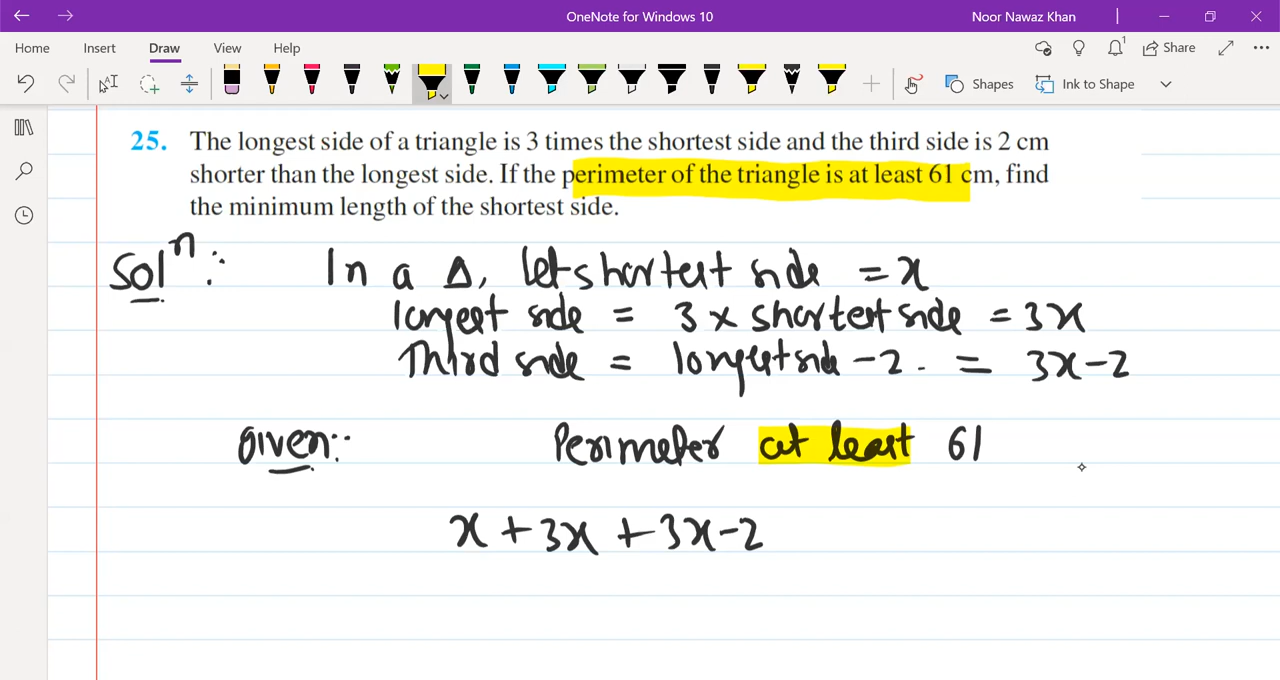 OneNote for Windows 10
Noor Nawaz Khan
Home Insert Draw View Help
1
Share
Shapes
Ink to Shape
25. The longest side of a triangle is 3 times the shortest side and the third side is 2 cm
shorter than the longest side. If the perimeter of the triangle is at least 61 cm, find
the minimum length of the shortest side.
Solⁿ: In a Δ, let shortest side = x
longest side = 3 x shortest side = 3x
Third side = longest side -2. = 3x-2
Given:- Perimeter at least 61
x + 3x + 3x-2